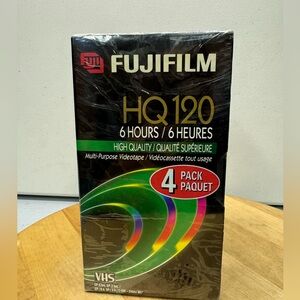 FUJIFILM
HQ 120
6 HOURS / 6 HEURES
HIGH QUALITY / QUALITÉ SUPÉRIEURE
Multi-Purpose Videotape / Vidéocassette tout usage
4 PACK
PAQUET
VHS